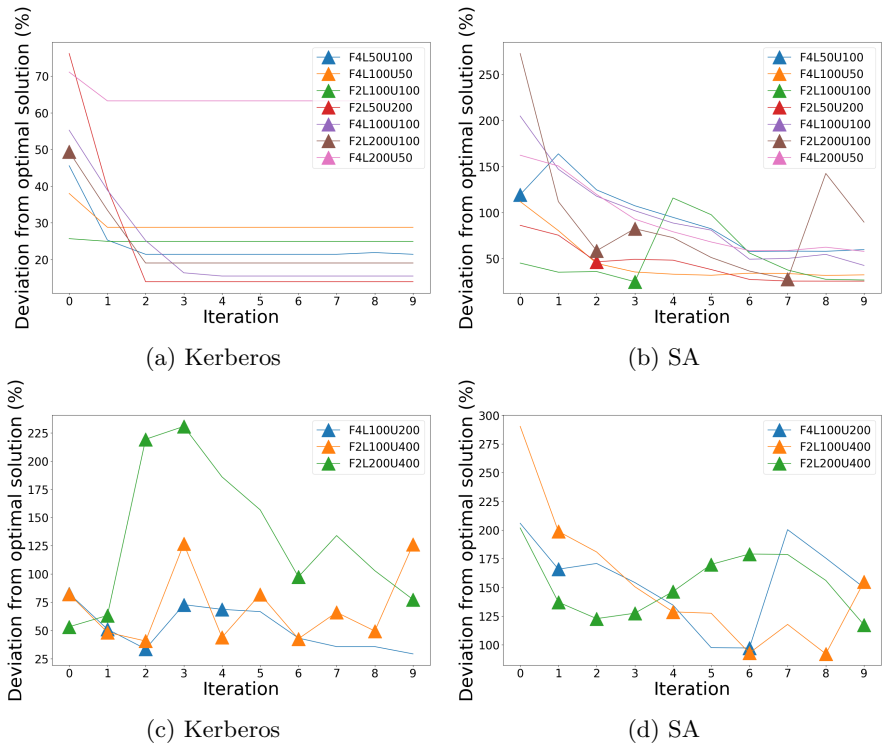 Deviation from optimal solution (%)
70
60
50
40
30
20
0 1 2 3 4 5 6 7 8 9
Iteration
F4L50U100
F4L100U50
F2L100U100
F2L50U200
F4L100U100
F2L200U100
F4L200U50
(a) Kerberos
Deviation from optimal solution (%)
250
200
150
100
50
0 1 2 3 4 5 6 7 8 9
Iteration
F4L50U100
F4L100U50
F2L100U100
F2L50U200
F4L100U100
F2L200U100
F4L200U50
(b) SA
Deviation from optimal solution (%)
225
200
175
150
125
100
75
50
25
0 1 2 3 4 5 6 7 8 9
Iteration
F4L100U200
F2L100U400
F2L200U400
(c) Kerberos
Deviation from optimal solution (%)
300
275
250
225
200
175
150
125
100
0 1 2 3 4 5 6 7 8 9
Iteration
F4L100U200
F2L100U400
F2L200U400
(d) SA